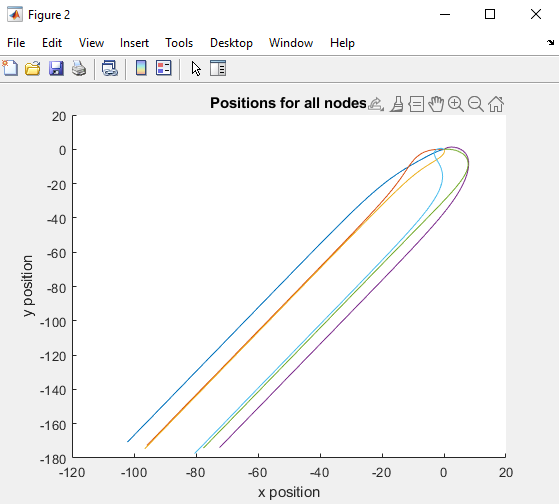 Figure 2
File Edit View Insert Tools Desktop Window Help
Positions for all nodes
20
0
-20
-40
-60
-80
-100
-120
-140
-160
-180
y position
-120 -100 -80 -60 -40 -20 0 20
x position